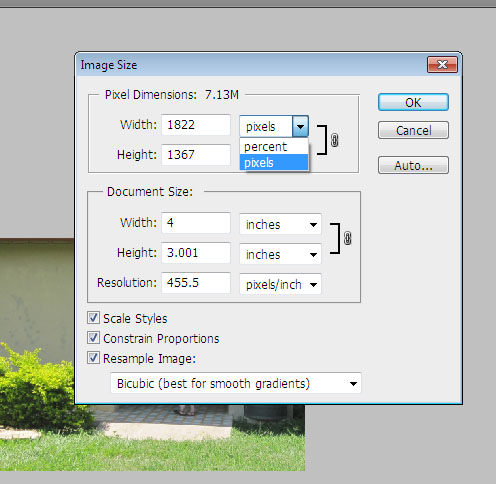 Image Size
Pixel Dimensions: 7.13M
Width: 1822 pixels
percent
Height: 1367 pixels
OK
Cancel
Auto...
Document Size:
Width: 4 inches
Height: 3.001 inches
Resolution: 455.5 pixels/inch
Scale Styles
Constrain Proportions
Resample Image:
Bicubic (best for smooth gradients)